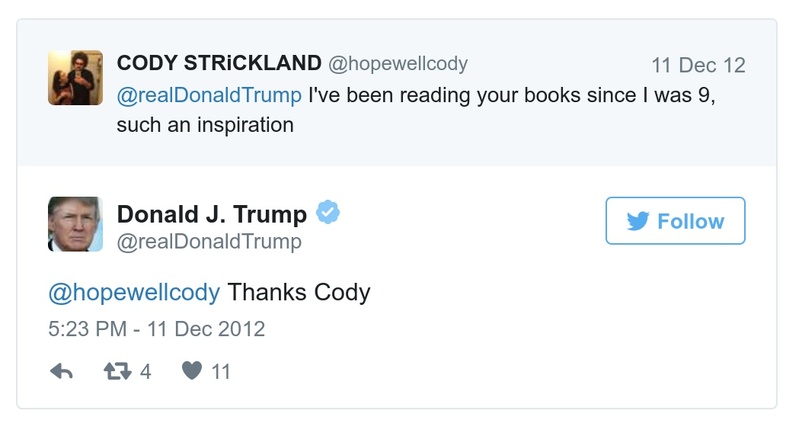 CODY STRiCKLAND @hopewellcody 11 Dec 12
@realDonaldTrump I've been reading your books since I was 9,
such an inspiration
Donald J. Trump
@realDonaldTrump
Follow
@hopewellcody Thanks Cody
5:23 PM - 11 Dec 2012
4 11